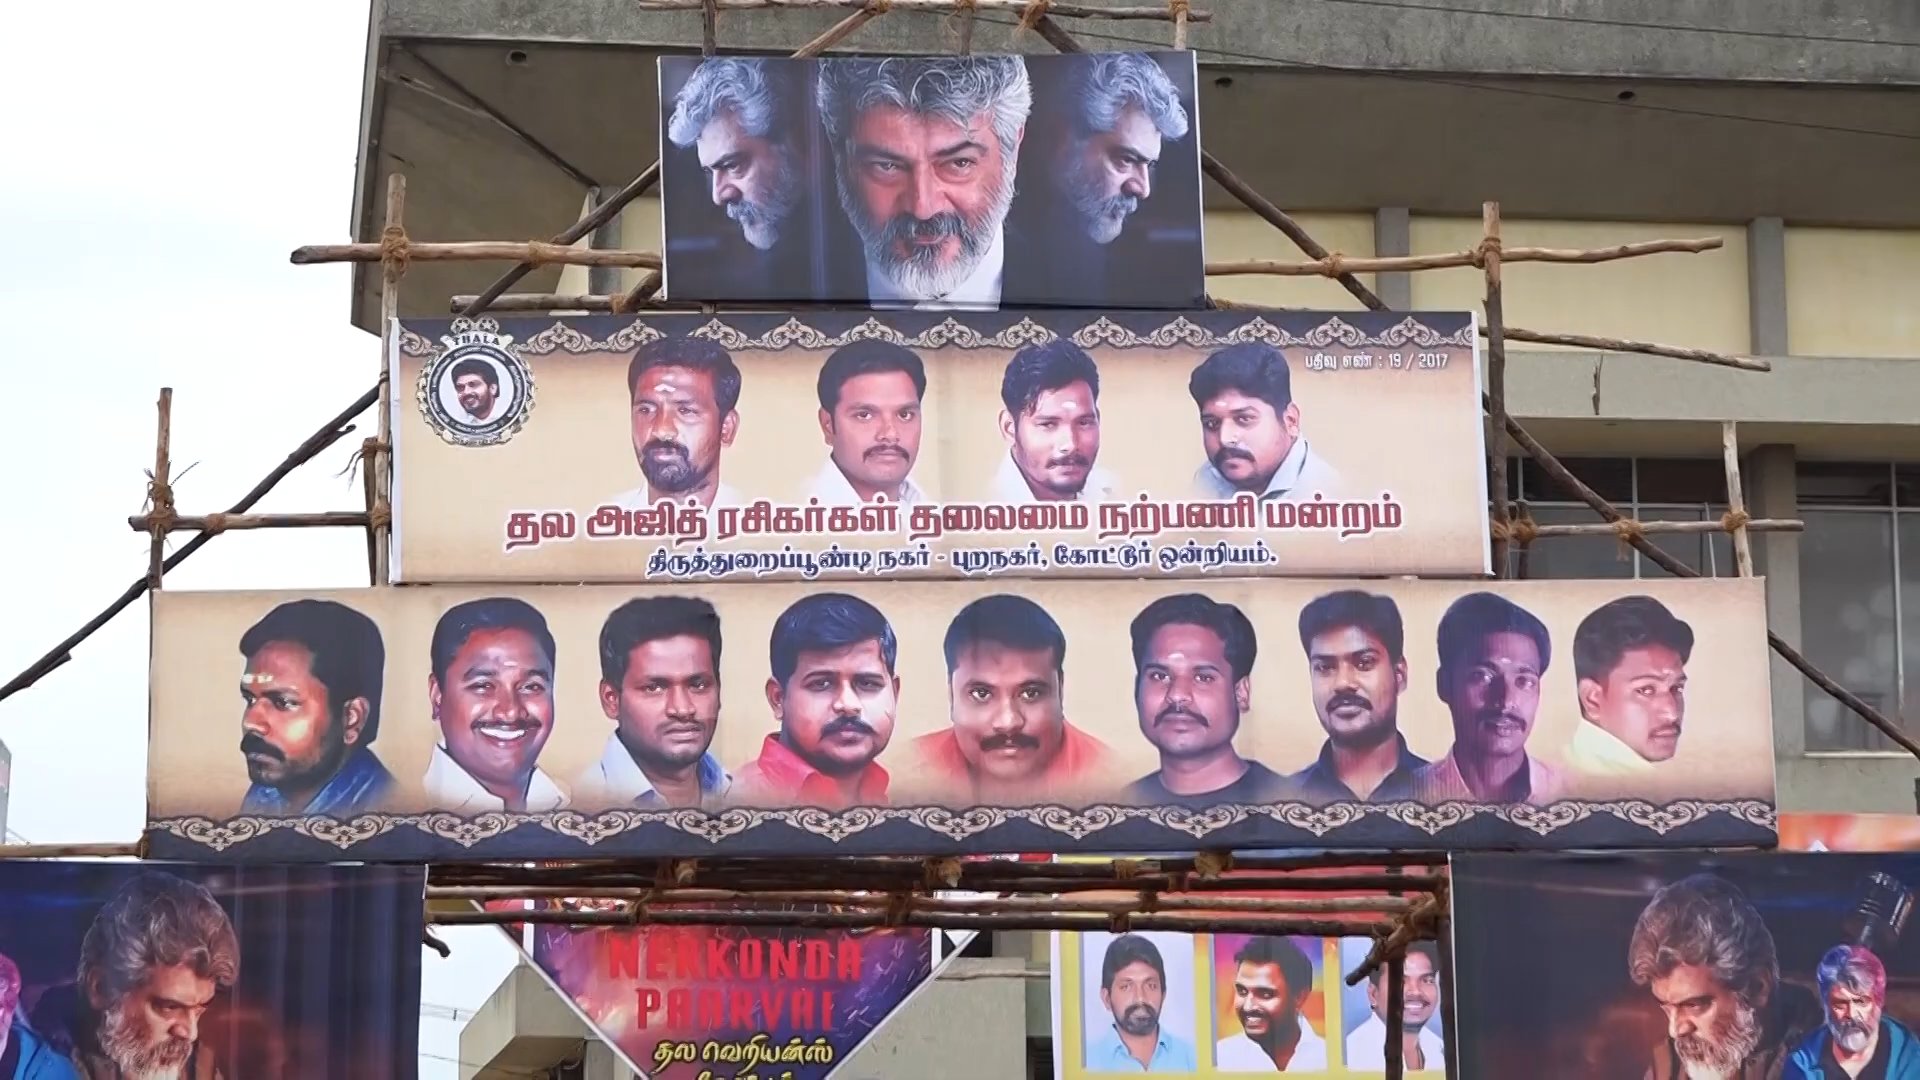 THALA
பதிவு எண் : 19 / 2017
தல அஜித் ரசிகர்கள் தலைமை நற்பணி மன்றம்
திருத்துறைப்பூண்டி நகர் - புறநகர், கோட்டூர் ஒன்றியம்.
NERKONDA
PAARVAI
தல வெறியன்ஸ்